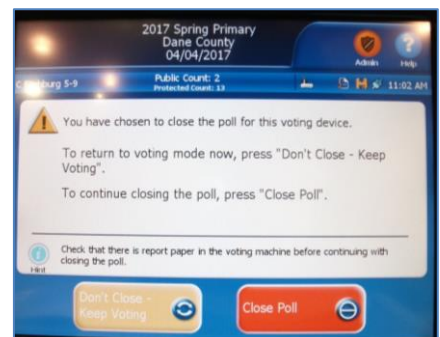 2017 Spring Primary
Dane County
04/04/2017
Admin
Help
5-9
Public Count: 2
Protected Count: 13
11:02 AM
You have chosen to close the poll for this voting device.
To return to voting mode now, press "Don't Close - Keep
Voting".
To continue closing the poll, press "Close Poll".
Hint
Check that there is report paper in the voting machine before continuing with
closing the poll.
Don't Close -
Keep Voting
Close Poll